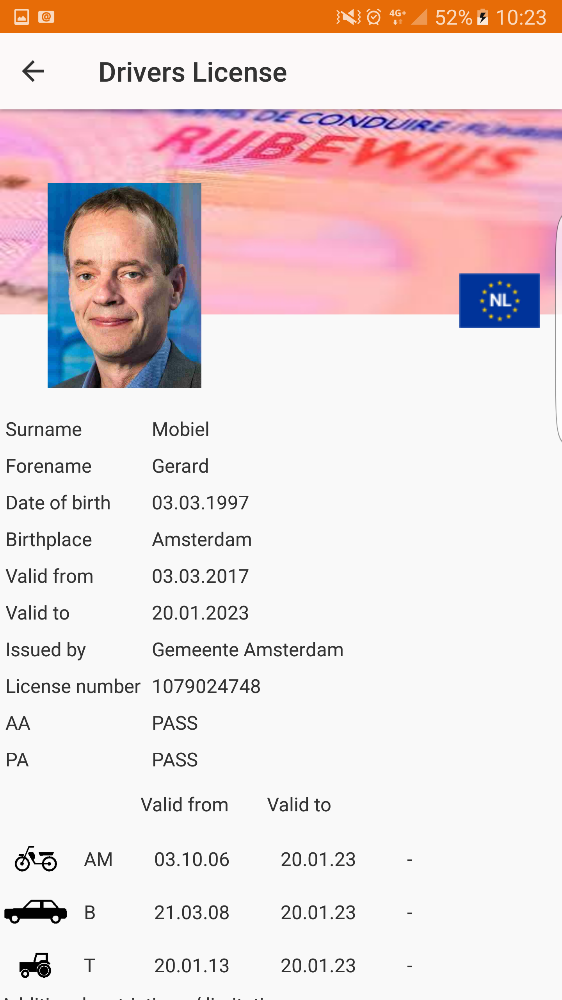 4G+ 52% 10:23
Drivers License
DE CONDUIRE
RIJBEWIJS
NL
Surname Mobiel
Forename Gerard
Date of birth 03.03.1997
Birthplace Amsterdam
Valid from 03.03.2017
Valid to 20.01.2023
Issued by Gemeente Amsterdam
License number 1079024748
AA PASS
PA PASS
Valid from Valid to
AM 03.10.06 20.01.23 -
B 21.03.08 20.01.23 -
T 20.01.13 20.01.23 -